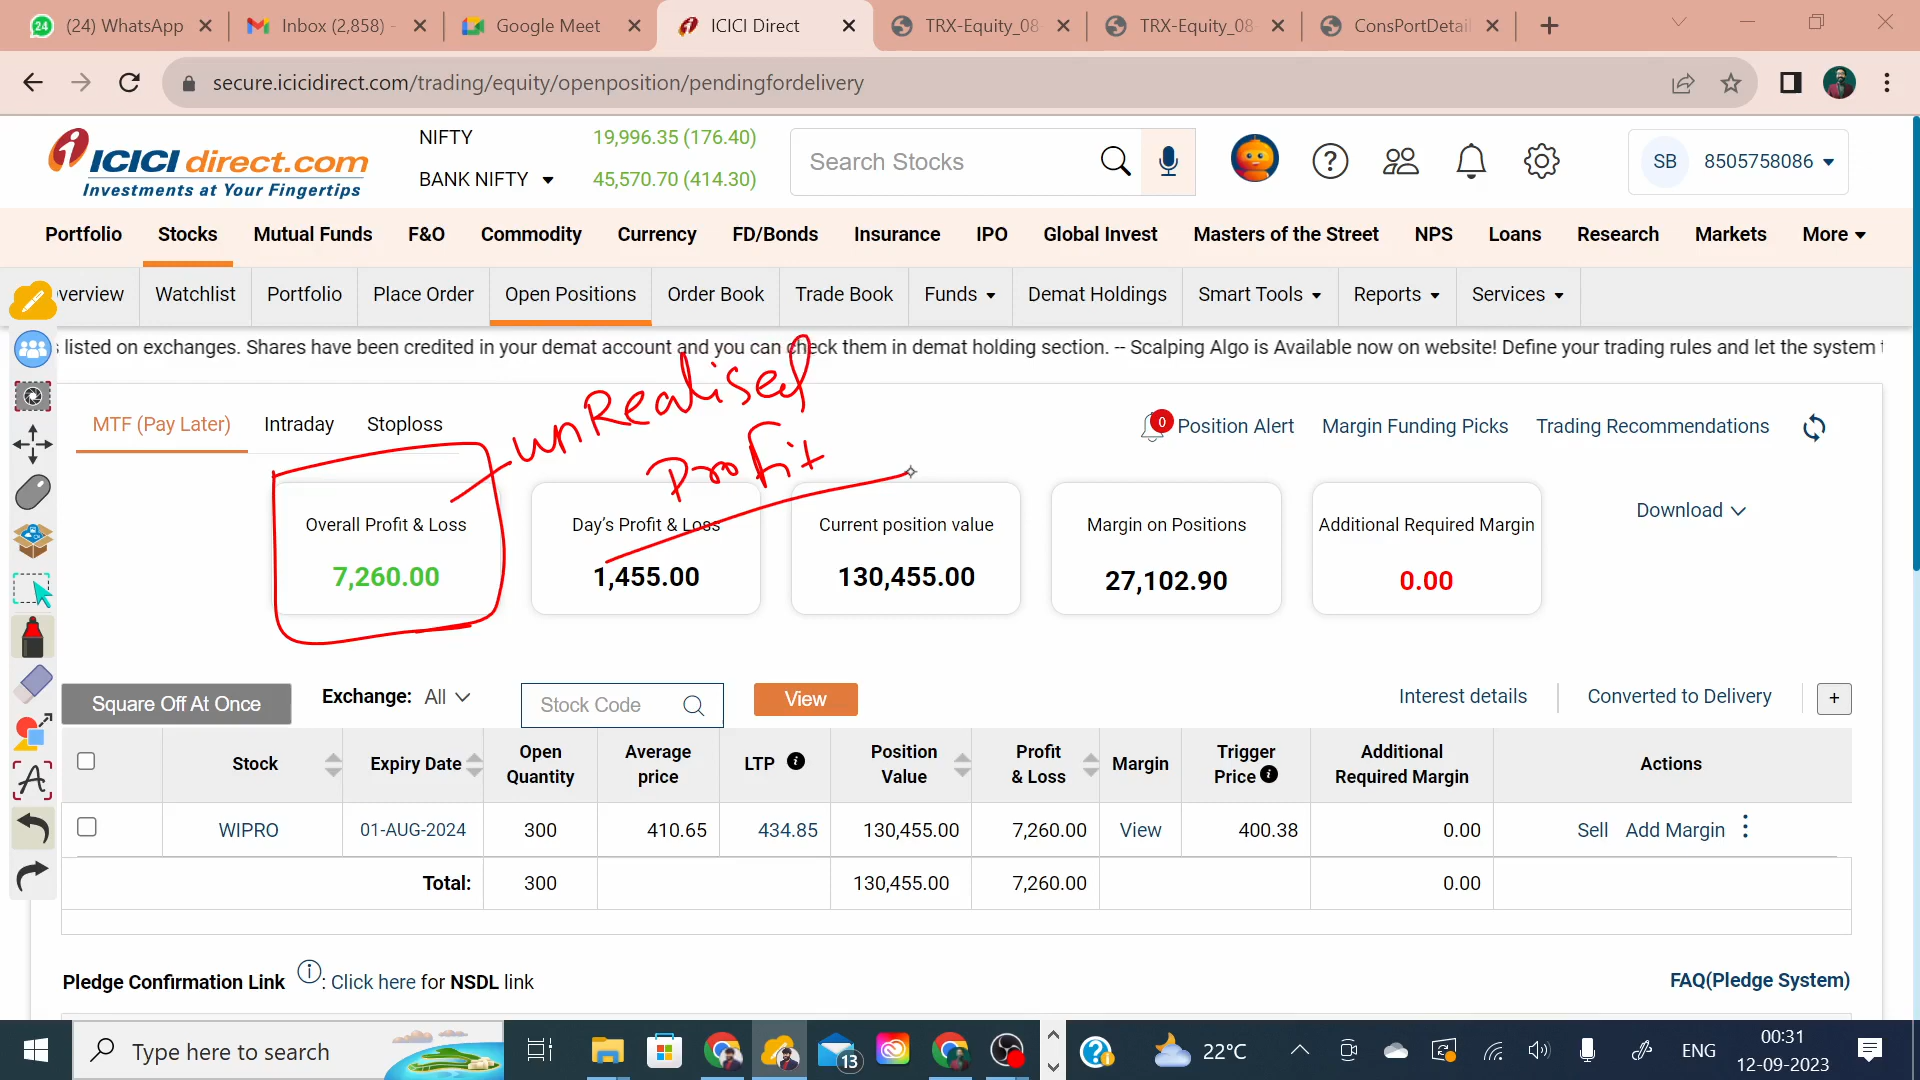 24 (24) WhatsApp Inbox (2,858) - Google Meet ICICI Direct TRX-Equity_08 TRX-Equity_08- ConsPortDetail
secure.icicidirect.com/trading/equity/openposition/pendingfordelivery
ICICI direct.com
Investments at Your Fingertips
NIFTY 19,996.35 (176.40)
BANK NIFTY 45,570.70 (414.30)
Search Stocks
SB 8505758086
Portfolio Stocks Mutual Funds F&O Commodity Currency FD/Bonds Insurance IPO Global Invest Masters of the Street NPS Loans Research Markets More
verview Watchlist Portfolio Place Order Open Positions Order Book Trade Book Funds Demat Holdings Smart Tools Reports Services
s listed on exchanges. Shares have been credited in your demat account and you can check them in demat holding section. -- Scalping Algo is Available now on website! Define your trading rules and let the system t
unRealised
Profit
MTF (Pay Later) Intraday Stoploss
0 Position Alert Margin Funding Picks Trading Recommendations
Overall Profit & Loss Day's Profit & Loss Current position value Margin on Positions Additional Required Margin Download
7,260.00 1,455.00 130,455.00 27,102.90 0.00
Square Off At Once Exchange: All Stock Code View Interest details Converted to Delivery +
Stock Expiry Date Open Quantity Average price LTP Position Value Profit & Loss Margin Trigger Price Additional Required Margin Actions
WIPRO 01-AUG-2024 300 410.65 434.85 130,455.00 7,260.00 View 400.38 0.00 Sell Add Margin
Total: 300 130,455.00 7,260.00 0.00
Pledge Confirmation Link : Click here for NSDL link FAQ(Pledge System)
Type here to search 13 22°C ENG 00:31
12-09-2023